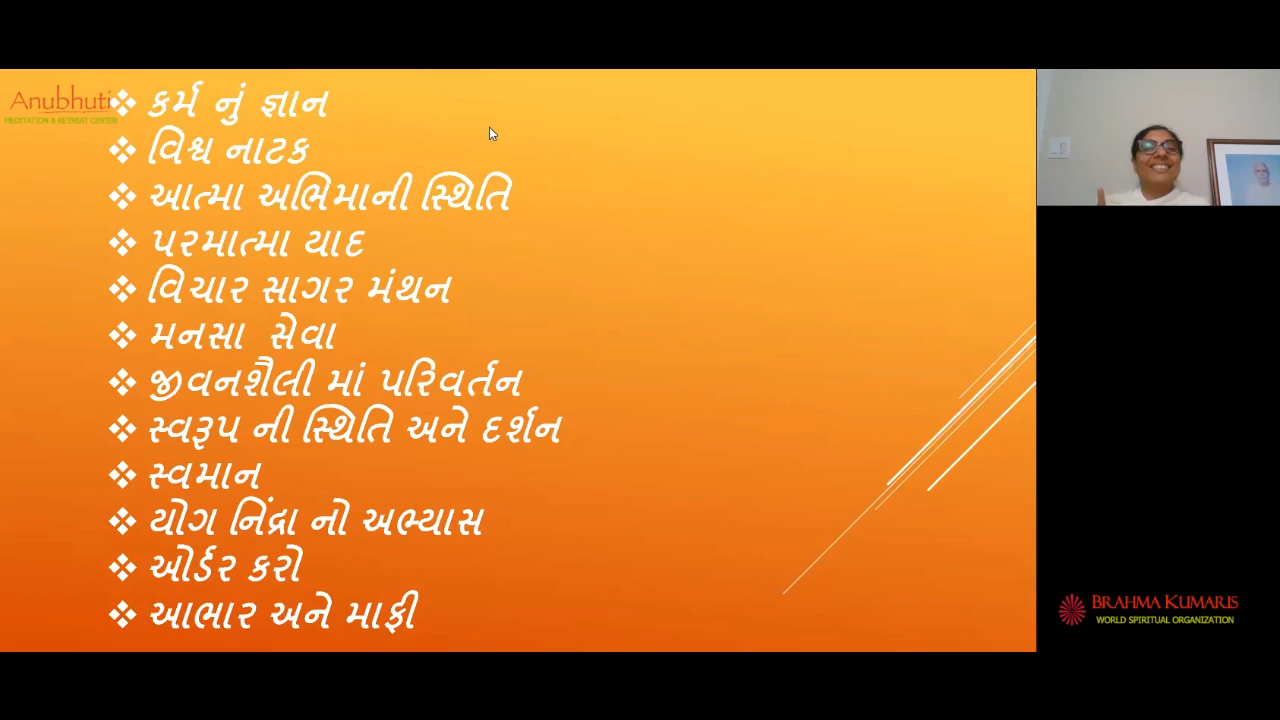 Anubhuti
MEDITATION & RETREAT CENTER
❖ કર્મ નું જ્ઞાન
❖ વિશ્વ નાટક
❖ આત્મા અભિમાની સ્થિતિ
❖ પરમાત્મા યાદ
❖ વિચાર સાગર મંથન
❖ મનસા સેવા
❖ જીવનશૈલી માં પરિવર્તન
❖ સ્વરૂપ ની સ્થિતિ અને દર્શન
❖ સ્વમાન
❖ યોગ નિંદ્રા નો અભ્યાસ
❖ ઓર્ડર કરો
❖ આભાર અને માફી
BRAHMA KUMARIS
WORLD SPIRITUAL ORGANIZATION